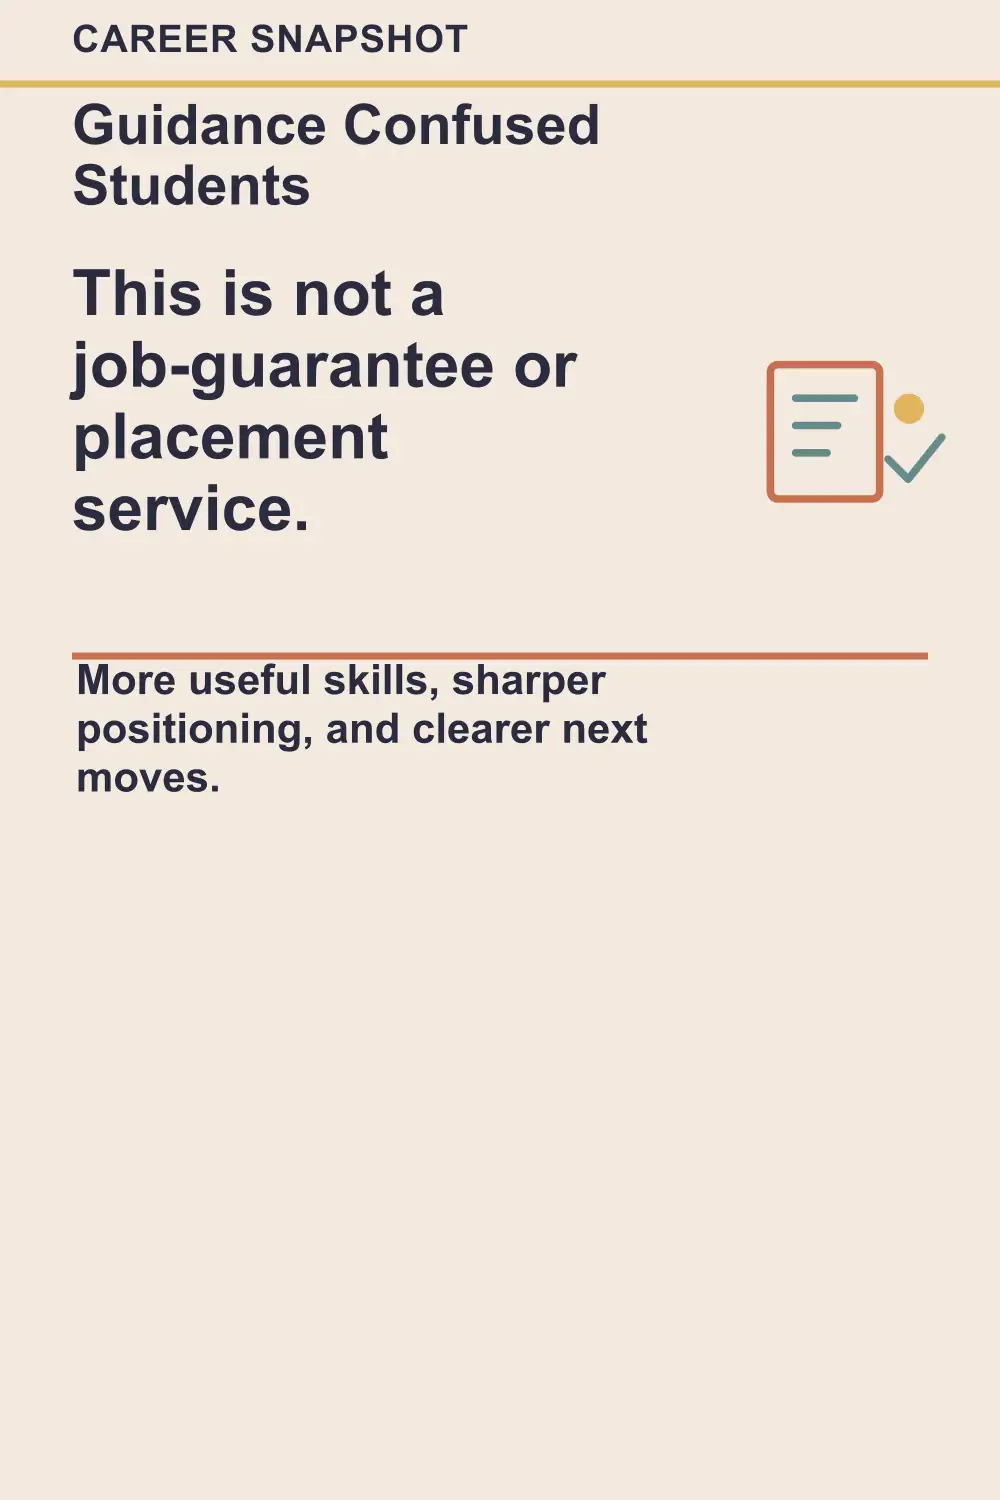 CAREER SNAPSHOT
Guidance Confused
Students
This is not a
job-guarantee or
placement
service.
More useful skills, sharper
positioning, and clearer next
moves.